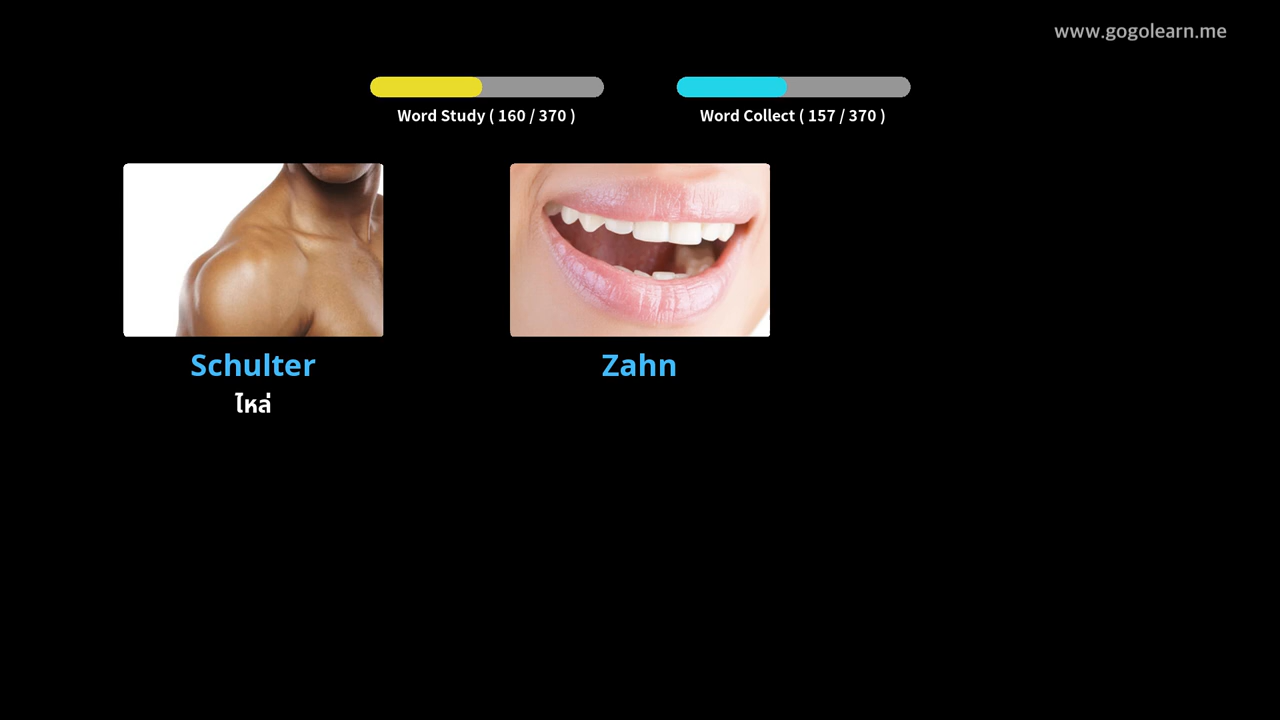 www.gogolearn.me
Word Study ( 160 / 370 )
Word Collect ( 157 / 370 )
Schulter
ไหล่
Zahn